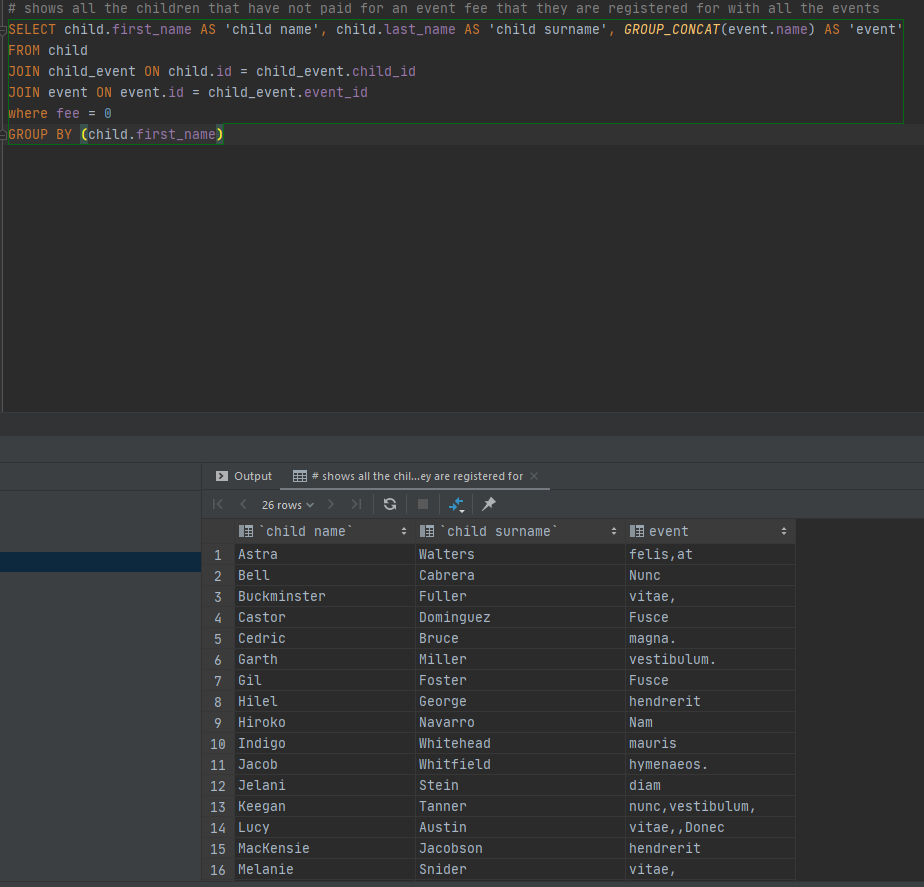 # shows all the children that have not paid for an event fee that they are registered for with all the events
SELECT child.first_name AS 'child name', child.last_name AS 'child surname', GROUP_CONCAT(event.name) AS 'event'
FROM child
JOIN child_event ON child.id = child_event.child_id
JOIN event ON event.id = child_event.event_id
where fee = 0
GROUP BY (child.first_name)
Output # shows all the chil...ey are registered for
26 rows
`child name` `child surname` event
1 Astra Walters felis,at
2 Bell Cabrera Nunc
3 Buckminster Fuller vitae,
4 Castor Dominguez Fusce
5 Cedric Bruce magna.
6 Garth Miller vestibulum.
7 Gil Foster Fusce
8 Hilel George hendrerit
9 Hiroko Navarro Nam
10 Indigo Whitehead mauris
11 Jacob Whitfield hymenaeos.
12 Jelani Stein diam
13 Keegan Tanner nunc,vestibulum,
14 Lucy Austin vitae,,Donec
15 MacKensie Jacobson hendrerit
16 Melanie Snider vitae,